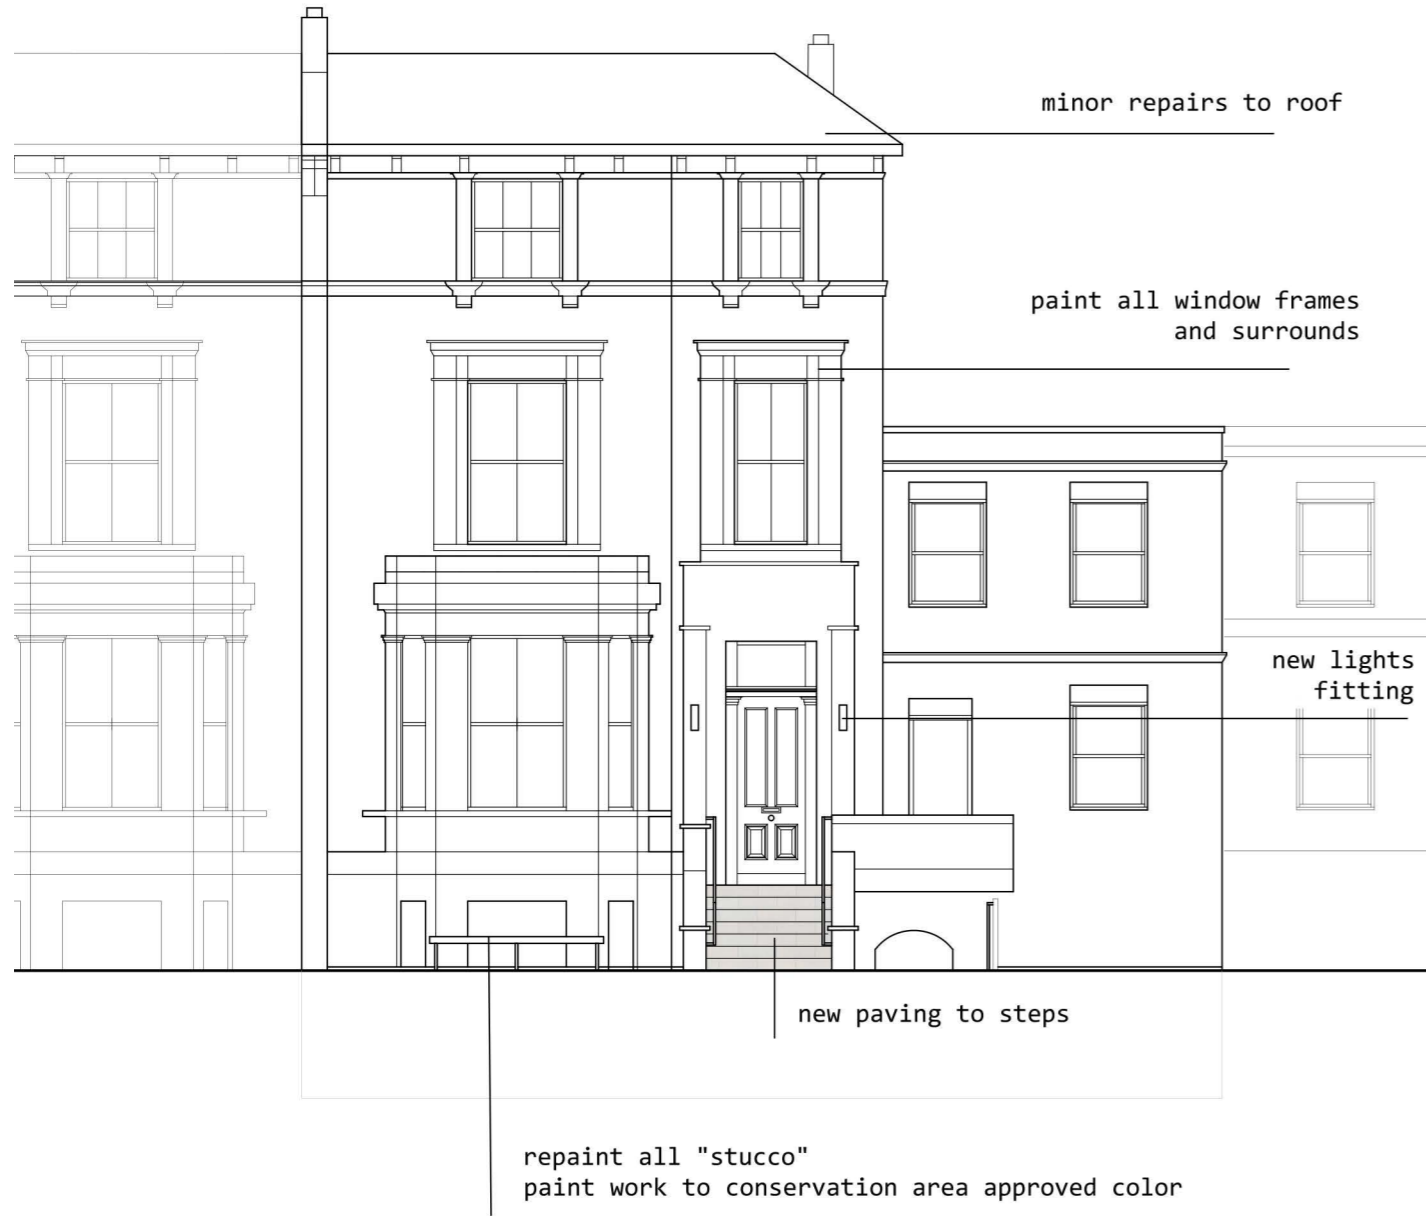 minor repairs to roof
paint all window frames
and surrounds
new lights
fitting
new paving to steps
repaint all "stucco"
paint work to conservation area approved color